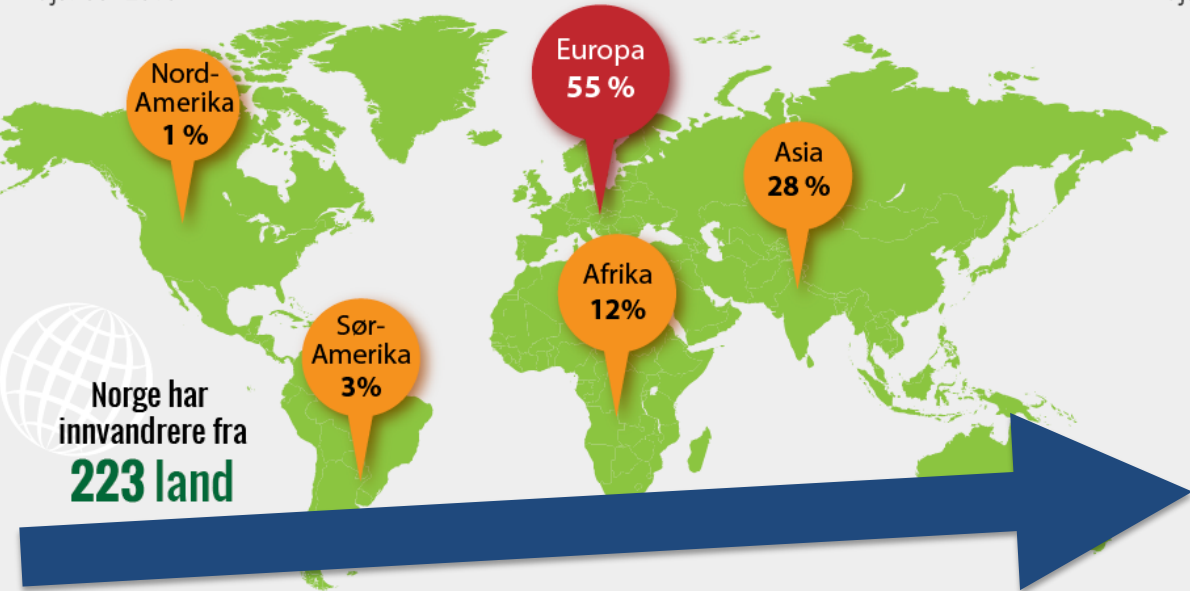 Europa
55 %
Nord-
Amerika
1 %
Asia
28 %
Afrika
12%
Sør-
Amerika
3%
Norge har
innvandrere fra
223 land